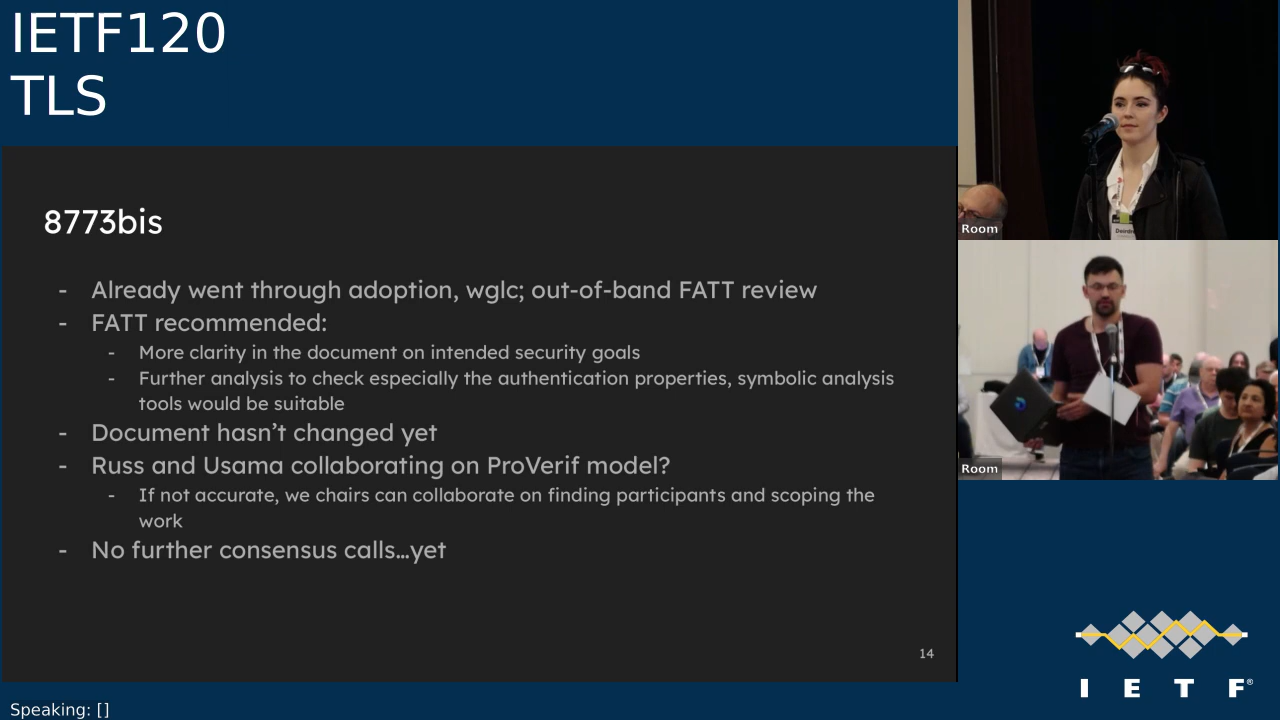 IETF120
TLS
8773bis
- Already went through adoption, wglc; out-of-band FATT review
- FATT recommended:
- More clarity in the document on intended security goals
- Further analysis to check especially the authentication properties, symbolic analysis
tools would be suitable
- Document hasn’t changed yet
- Russ and Usama collaborating on ProVerif model?
- If not accurate, we chairs can collaborate on finding participants and scoping the
work
- No further consensus calls…yet
14
Speaking: []
Room
Deirdre
Room
I E T F®